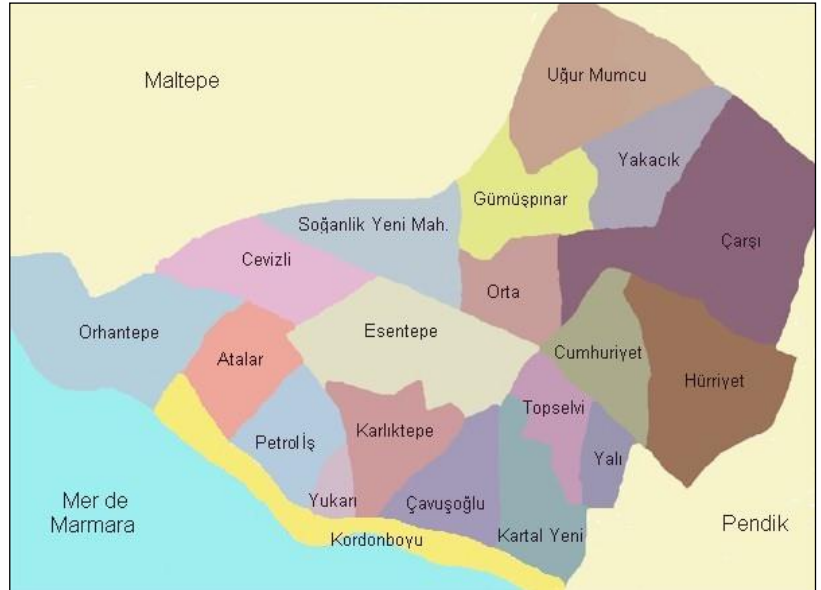 Uğur Mumcu
Maltepe
Yakacık
Gümüşpınar
Soğanlik Yeni Mah.
Çarşı
Cevizli
Orta
Orhantepe
Esentepe
Atalar
Cumhuriyet
Hürriyet
Topselvi
Karlıktepe
Petrol İş
Yalı
Mer de
Marmara
Yukarı
Çavuşoğlu
Pendik
Kartal Yeni
Kordonboyu